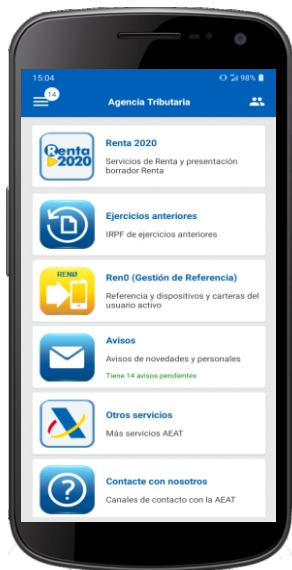 15:04
98%
14
Agencia Tributaria
Renta
2020
Renta 2020
Servicios de Renta y presentación
borrador Renta
Ejercicios anteriores
IRPF de ejercicios anteriores
RENØ
Ren0 (Gestión de Referencia)
Referencia y dispositivos y carteras del
usuario activo
Avisos
Avisos de novedades y personales
Tiene 14 avisos pendientes
Otros servicios
Más servicios AEAT
Contacte con nosotros
Canales de contacto con la AEAT